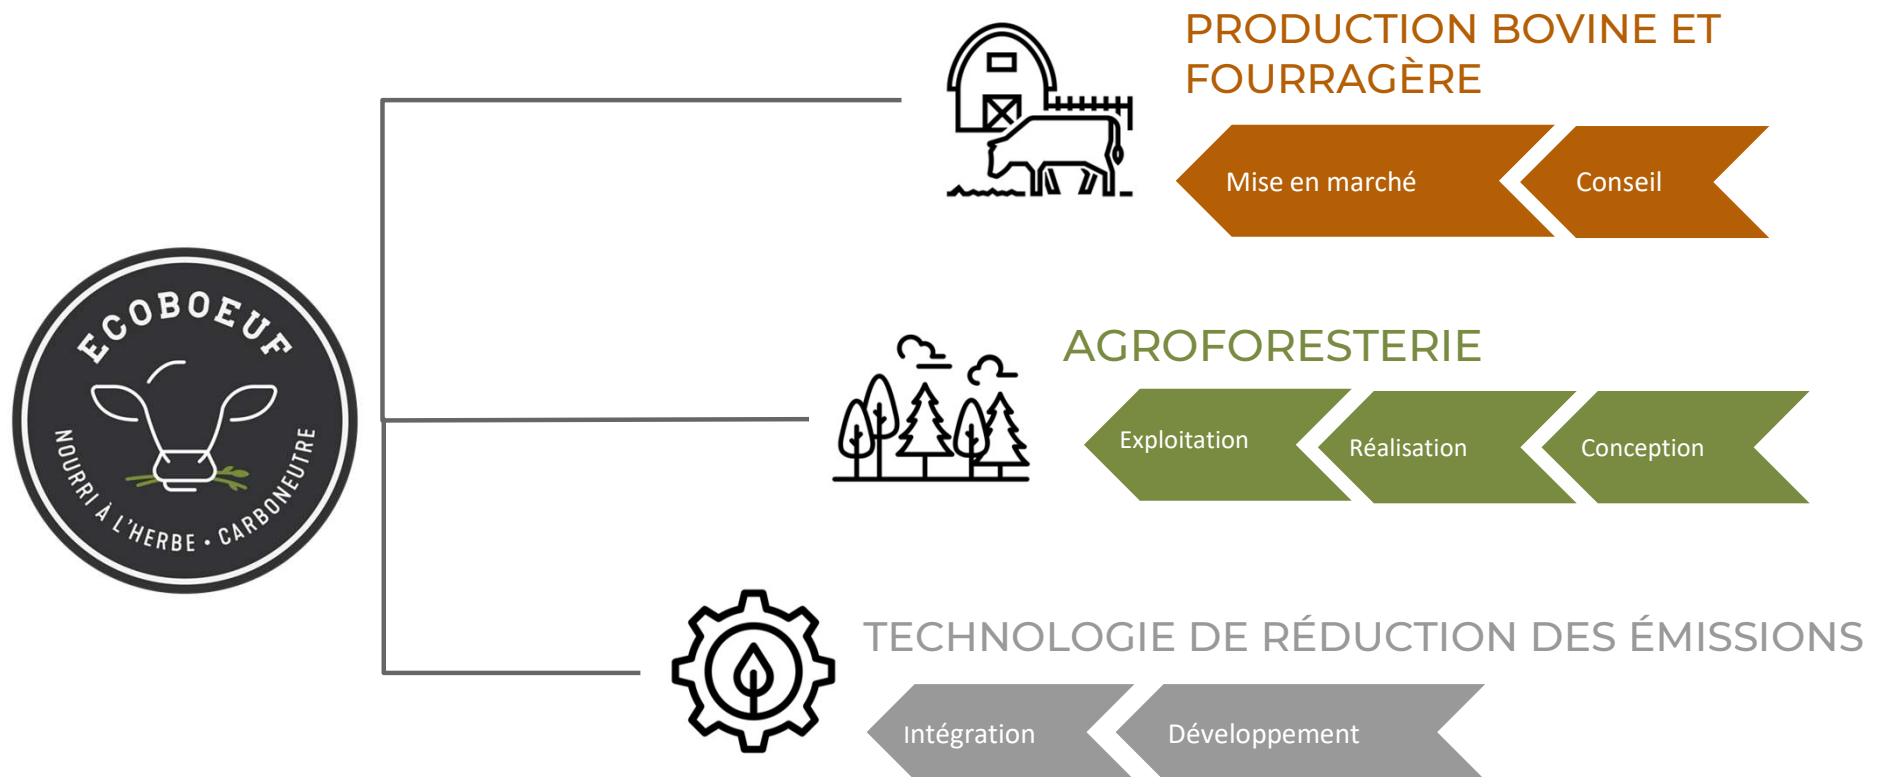 ECOBOEUF
NOURRI À L'HERBE • CARBONEUTRE
PRODUCTION BOVINE ET
FOURRAGÈRE
Mise en marché
Conseil
AGROFORESTERIE
Exploitation
Réalisation
Conception
TECHNOLOGIE DE RÉDUCTION DES ÉMISSIONS
Intégration
Développement